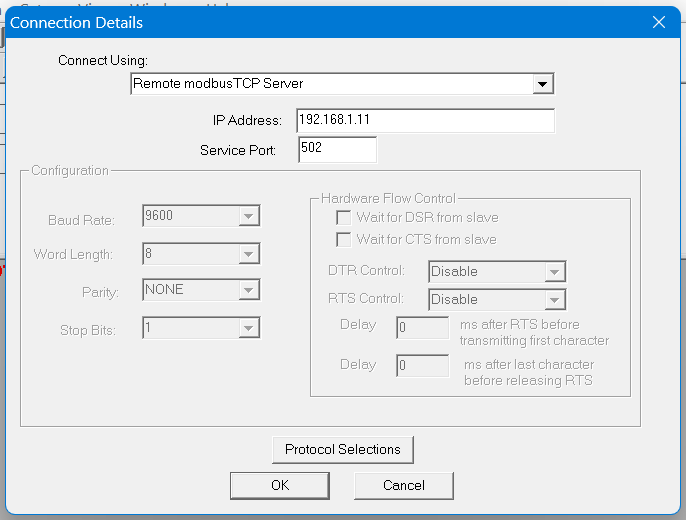 Connection Details
Connect Using:
Remote modbusTCP Server
IP Address: 192.168.1.11
Service Port: 502
Configuration
Baud Rate: 9600
Word Length: 8
Parity: NONE
Stop Bits: 1
Hardware Flow Control
Wait for DSR from slave
Wait for CTS from slave
DTR Control: Disable
RTS Control: Disable
Delay 0 ms after RTS before
transmitting first character
Delay 0 ms after last character
before releasing RTS
Protocol Selections
OK Cancel